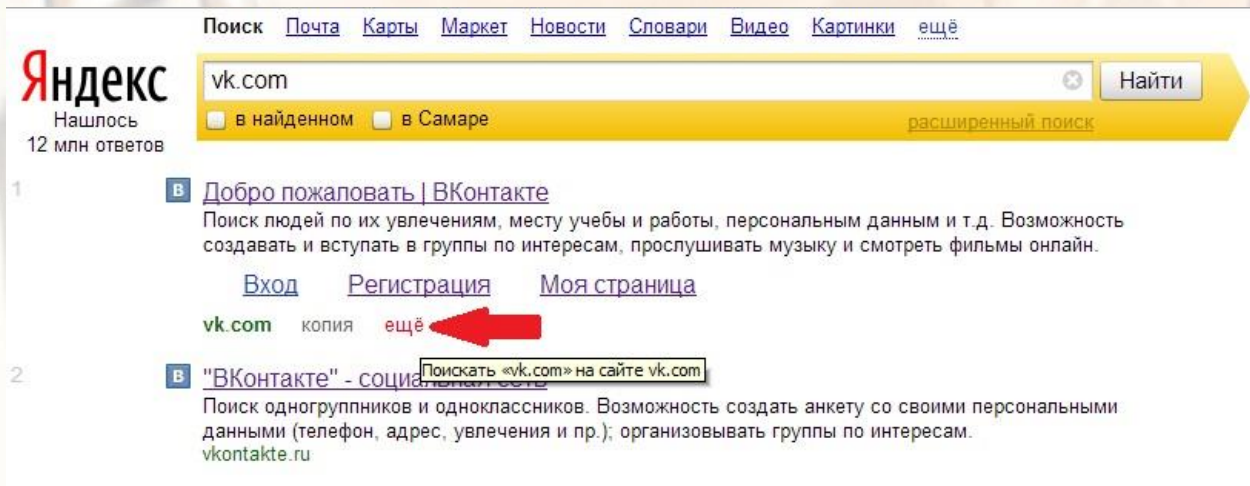 Поиск Почта Карты Маркет Новости Словари Видео Картинки ещё
Яндекс
Нашлось
12 млн ответов
vk.com Найти
в найденном в Самаре расширенный поиск
1 В Добро пожаловать | ВКонтакте
Поиск людей по их увлечениям, месту учебы и работы, персональным данным и т.д. Возможность
создавать и вступать в группы по интересам, прослушивать музыку и смотреть фильмы онлайн.
Вход Регистрация Моя страница
vk.com копия ещё
Поискать «vk.com» на сайте vk.com
2 В "ВКонтакте" - социальная сеть
Поиск одногруппников и одноклассников. Возможность создать анкету со своими персональными
данными (телефон, адрес, увлечения и пр.); организовывать группы по интересам.
vkontakte.ru